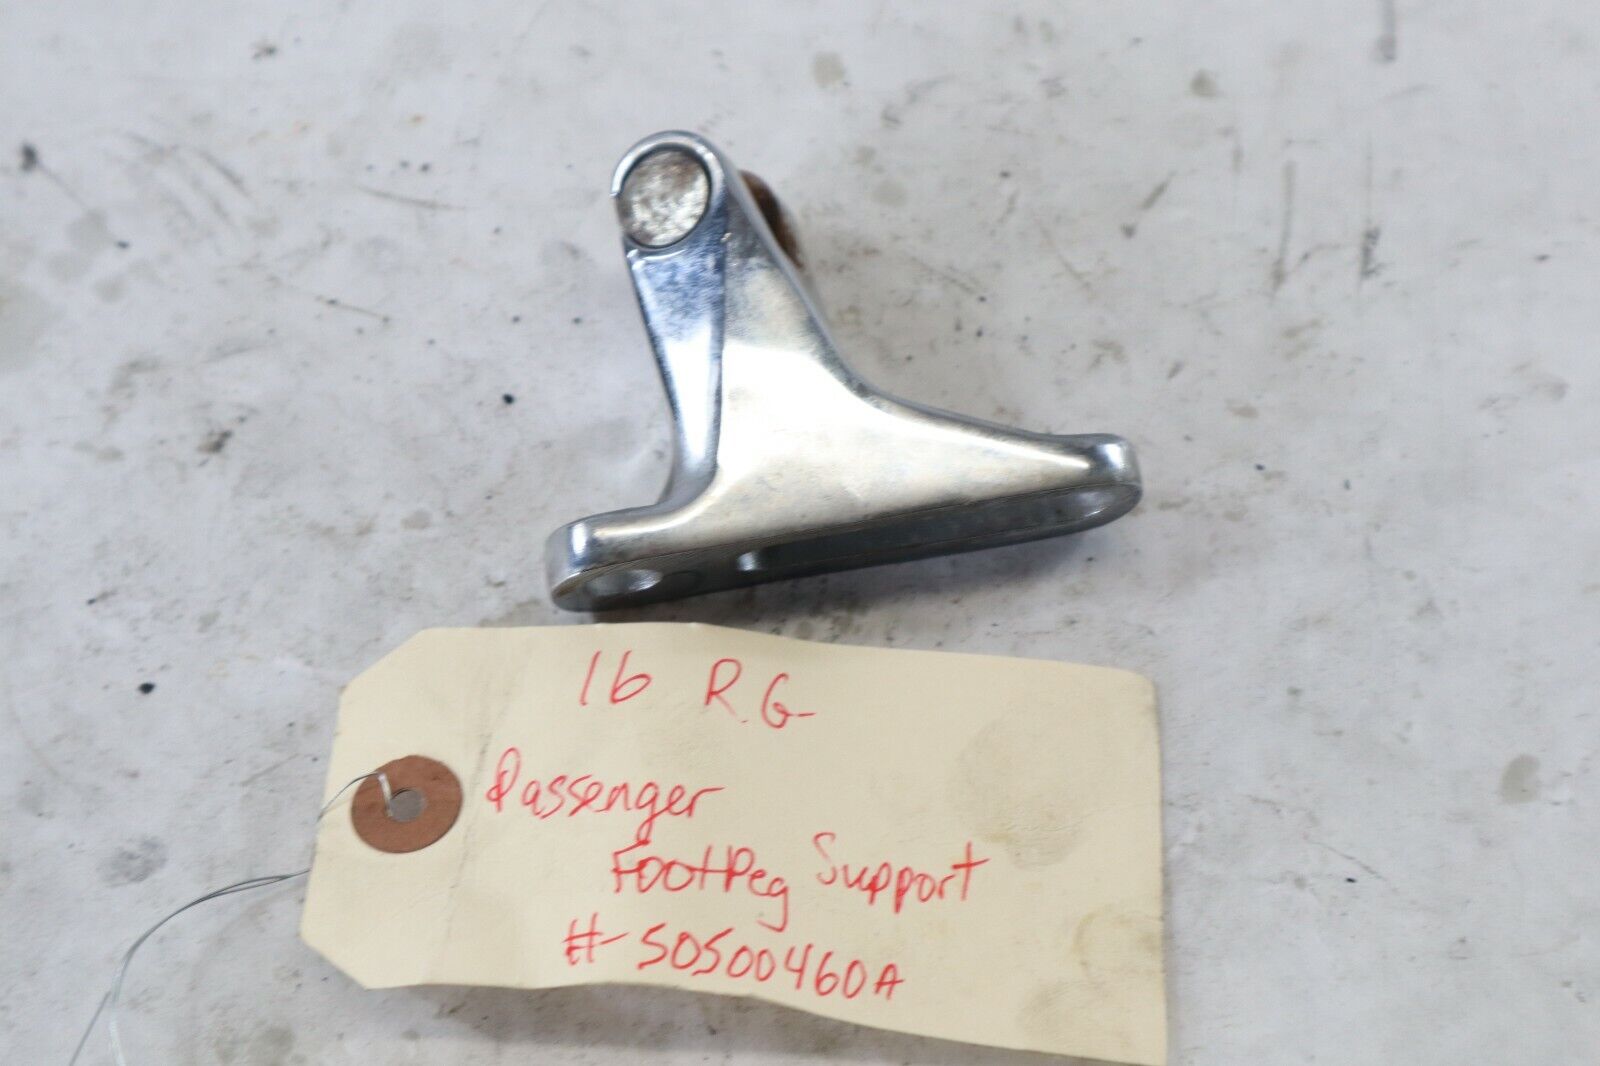 16 R.G
Passenger
FootPeg Support
#-50500460A